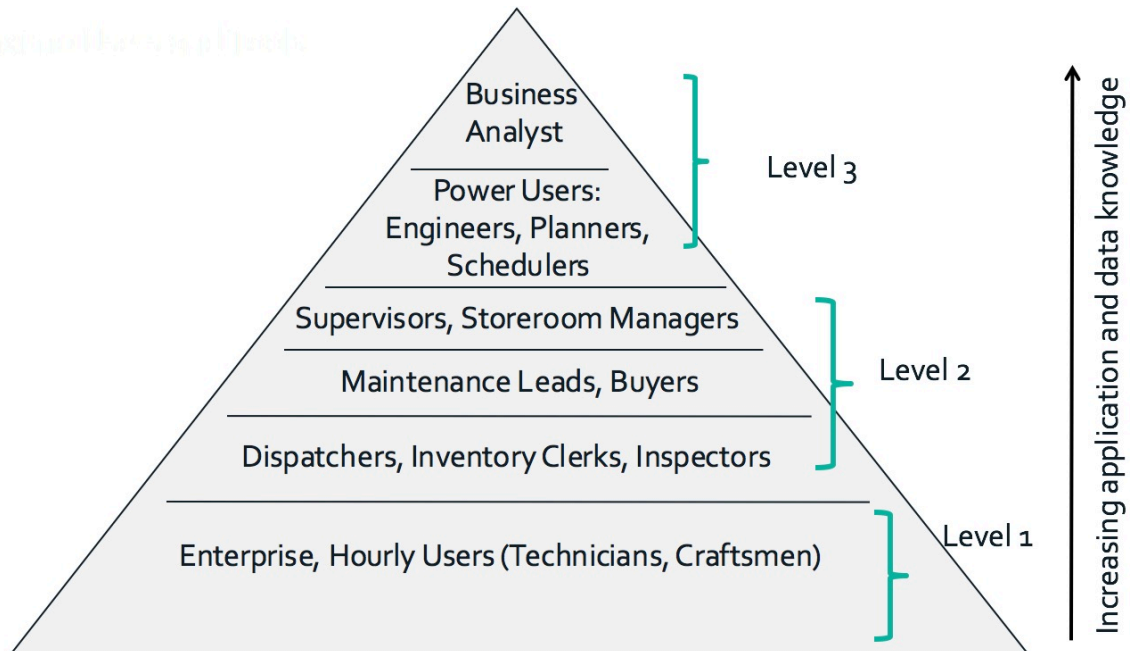 Business
Analyst
Level 3
Power Users:
Engineers, Planners,
Schedulers
Supervisors, Storeroom Managers
Level 2
Maintenance Leads, Buyers
Dispatchers, Inventory Clerks, Inspectors
Level 1
Enterprise, Hourly Users (Technicians, Craftsmen)
Increasing application and data knowledge